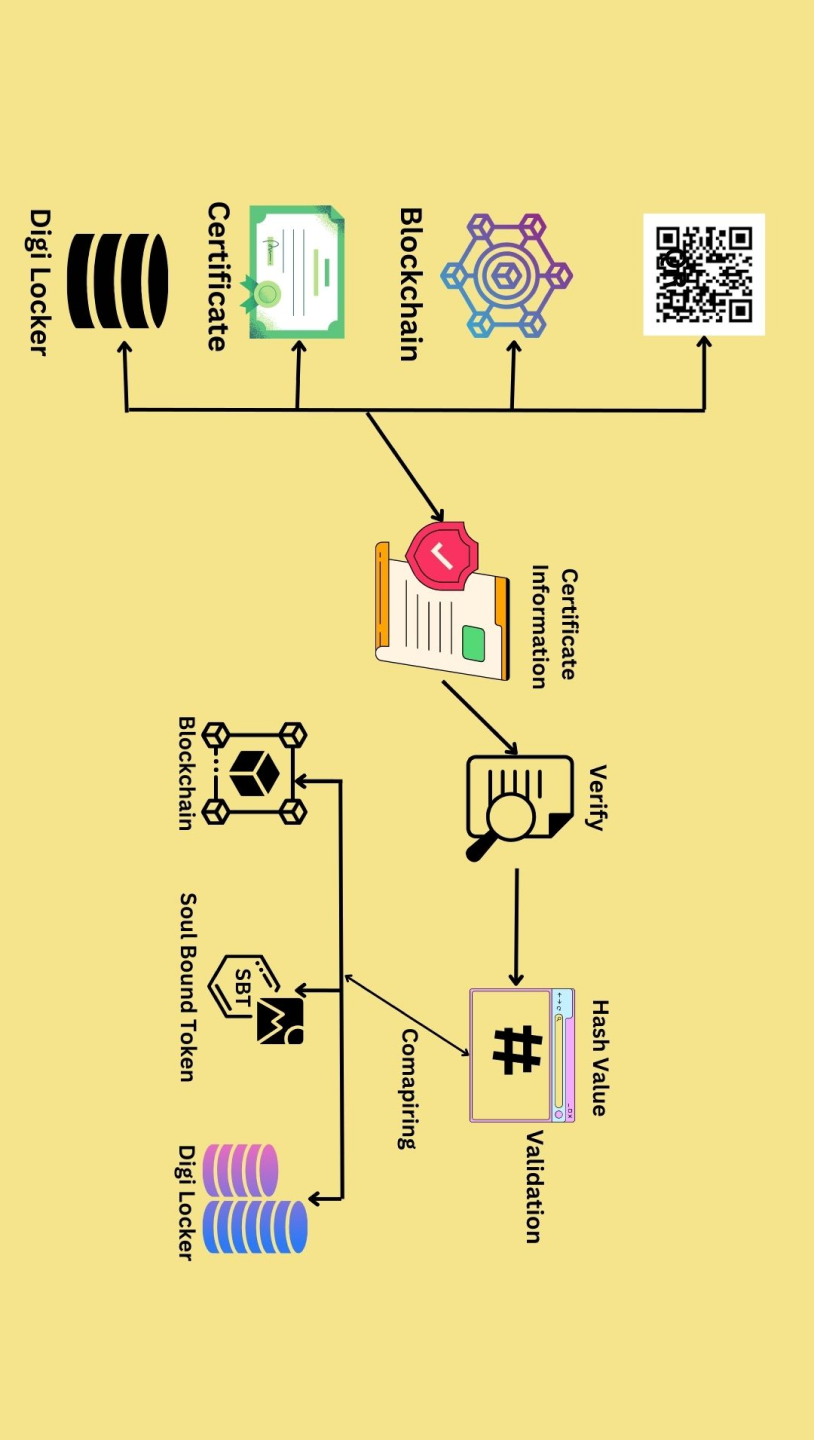 Blockchain
Certificate
Digi Locker
Certificate
Information
Verify
Hash Value
#
Validation
Comapiring
Blockchain
SBT
Soul Bound Token
Digi Locker